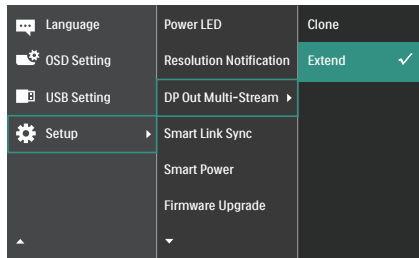 Language
OSD Setting
USB Setting
Setup
Power LED
Resolution Notification
DP Out Multi-Stream
Smart Link Sync
Smart Power
Firmware Upgrade
Clone
Extend